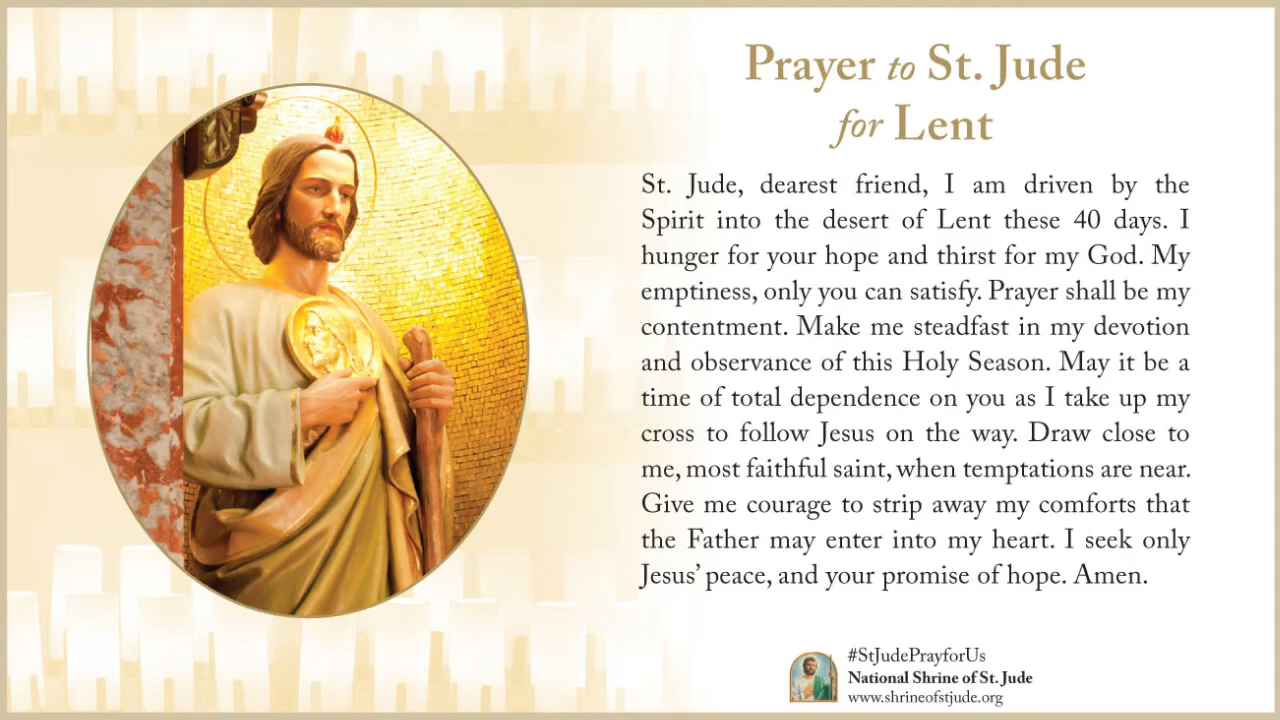 Prayer to St. Jude
for Lent
St. Jude, dearest friend, I am driven by the
Spirit into the desert of Lent these 40 days. I
hunger for your hope and thirst for my God. My
emptiness, only you can satisfy. Prayer shall be my
contentment. Make me steadfast in my devotion
and observance of this Holy Season. May it be a
time of total dependence on you as I take up my
cross to follow Jesus on the way. Draw close to
me, most faithful saint, when temptations are near.
Give me courage to strip away my comforts that
the Father may enter into my heart. I seek only
Jesus’ peace, and your promise of hope. Amen.
#StJudePrayforUs
National Shrine of St. Jude
www.shrineofstjude.org